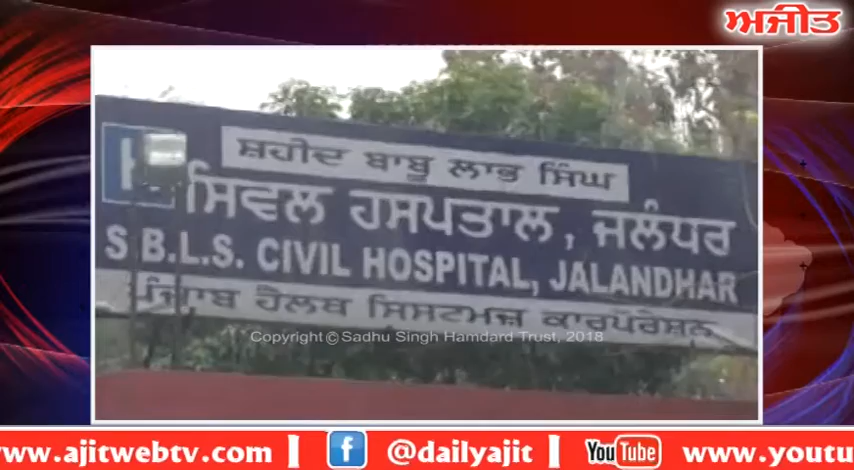 ਅਜੀਤ
ਸ਼ਹੀਦ ਬਾਬੂ ਲਾਭ ਸਿੰਘ
H
ਸਿਵਲ ਹਸਪਤਾਲ, ਜਲੰਧਰ
S.B.L.S. CIVIL HOSPITAL, JALANDHAR
ਪੰਜਾਬ ਹੈਲਥ ਸਿਸਟਮਜ਼ ਕਾਰਪੋਰੇਸ਼ਨ
Copyright © Sadhu Singh Hamdard Trust, 2018
www.ajitwebtv.com | f @dailyajit | YouTube www.youtu